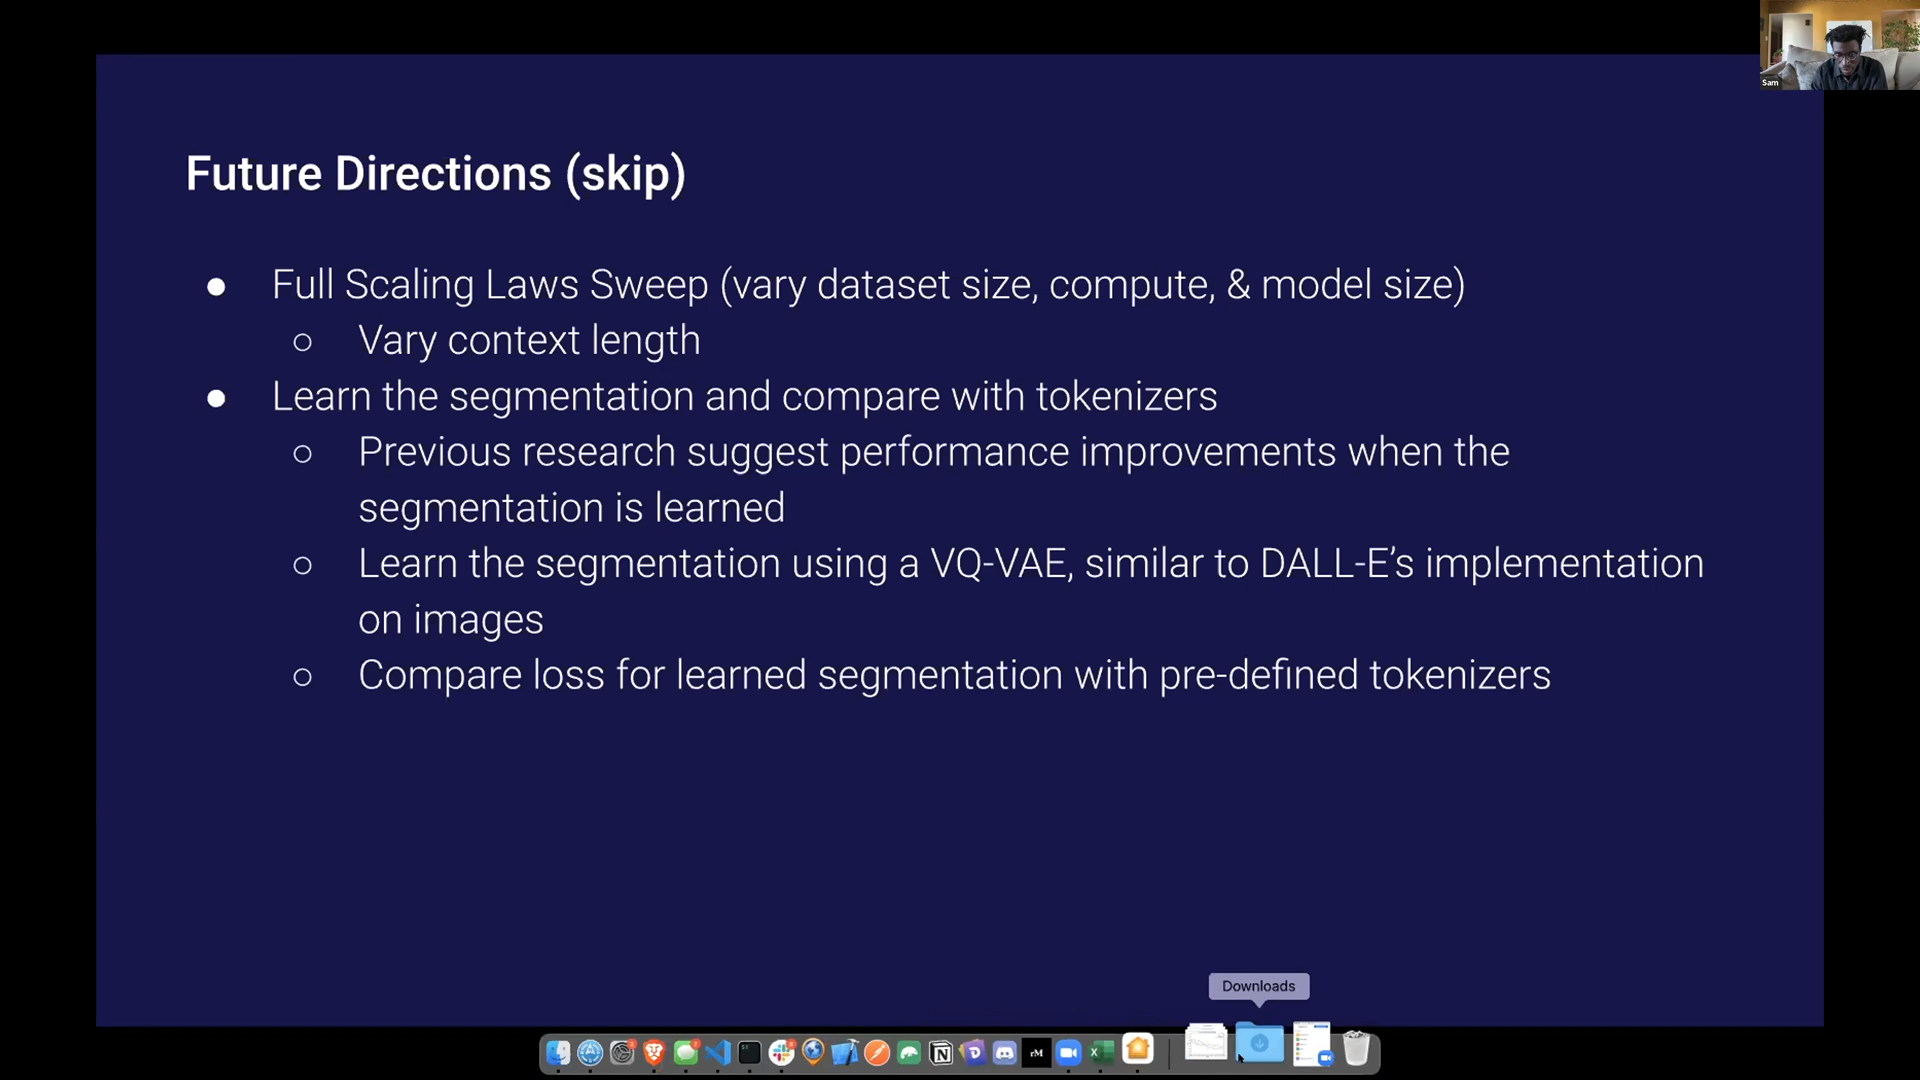 Sam
Future Directions (skip)
● Full Scaling Laws Sweep (vary dataset size, compute, & model size)
○ Vary context length
● Learn the segmentation and compare with tokenizers
○ Previous research suggest performance improvements when the
segmentation is learned
○ Learn the segmentation using a VQ-VAE, similar to DALL-E’s implementation
on images
○ Compare loss for learned segmentation with pre-defined tokenizers
Downloads
rM